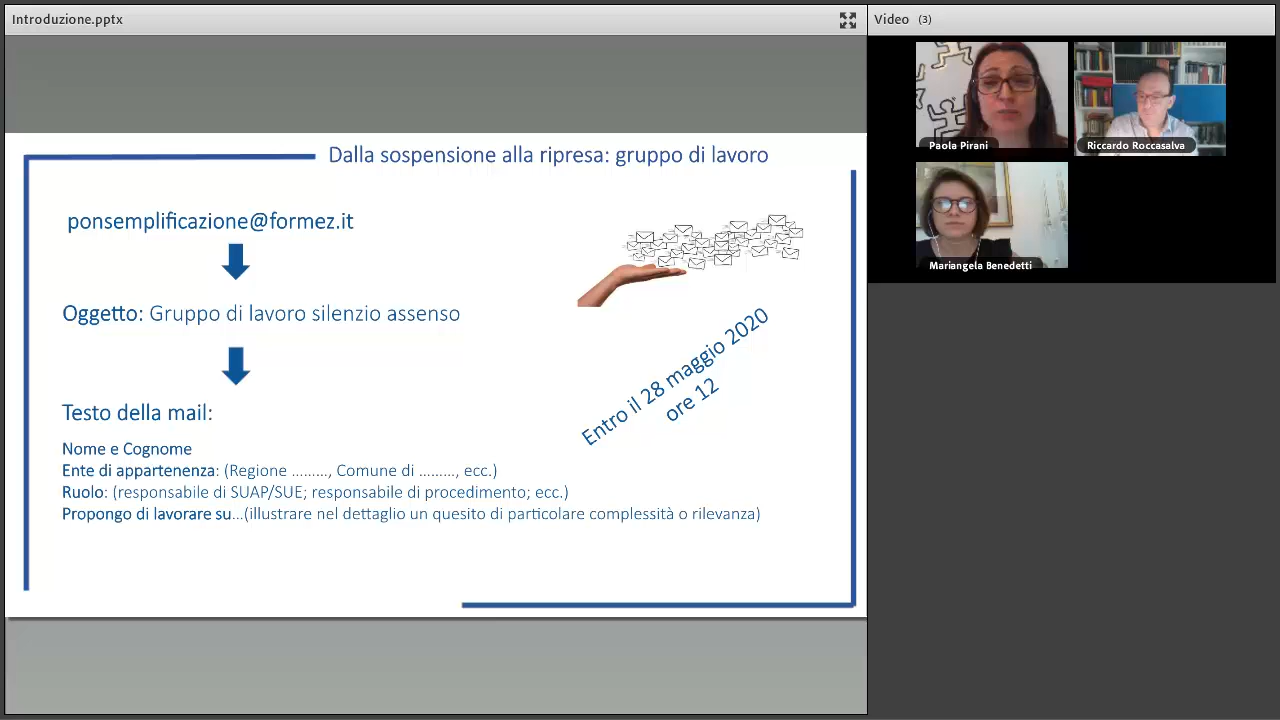 Introduzione.pptx
Video (3)
Paola Pirani
Riccardo Roccasalva
Mariangela Benedetti
Dalla sospensione alla ripresa: gruppo di lavoro
ponsemplificazione@formez.it
Oggetto: Gruppo di lavoro silenzio assenso
Entro il 28 maggio 2020
ore 12
Testo della mail:
Nome e Cognome
Ente di appartenenza: (Regione ………, Comune di ………, ecc.)
Ruolo: (responsabile di SUAP/SUE; responsabile di procedimento; ecc.)
Propongo di lavorare su…(illustrare nel dettaglio un quesito di particolare complessità o rilevanza)